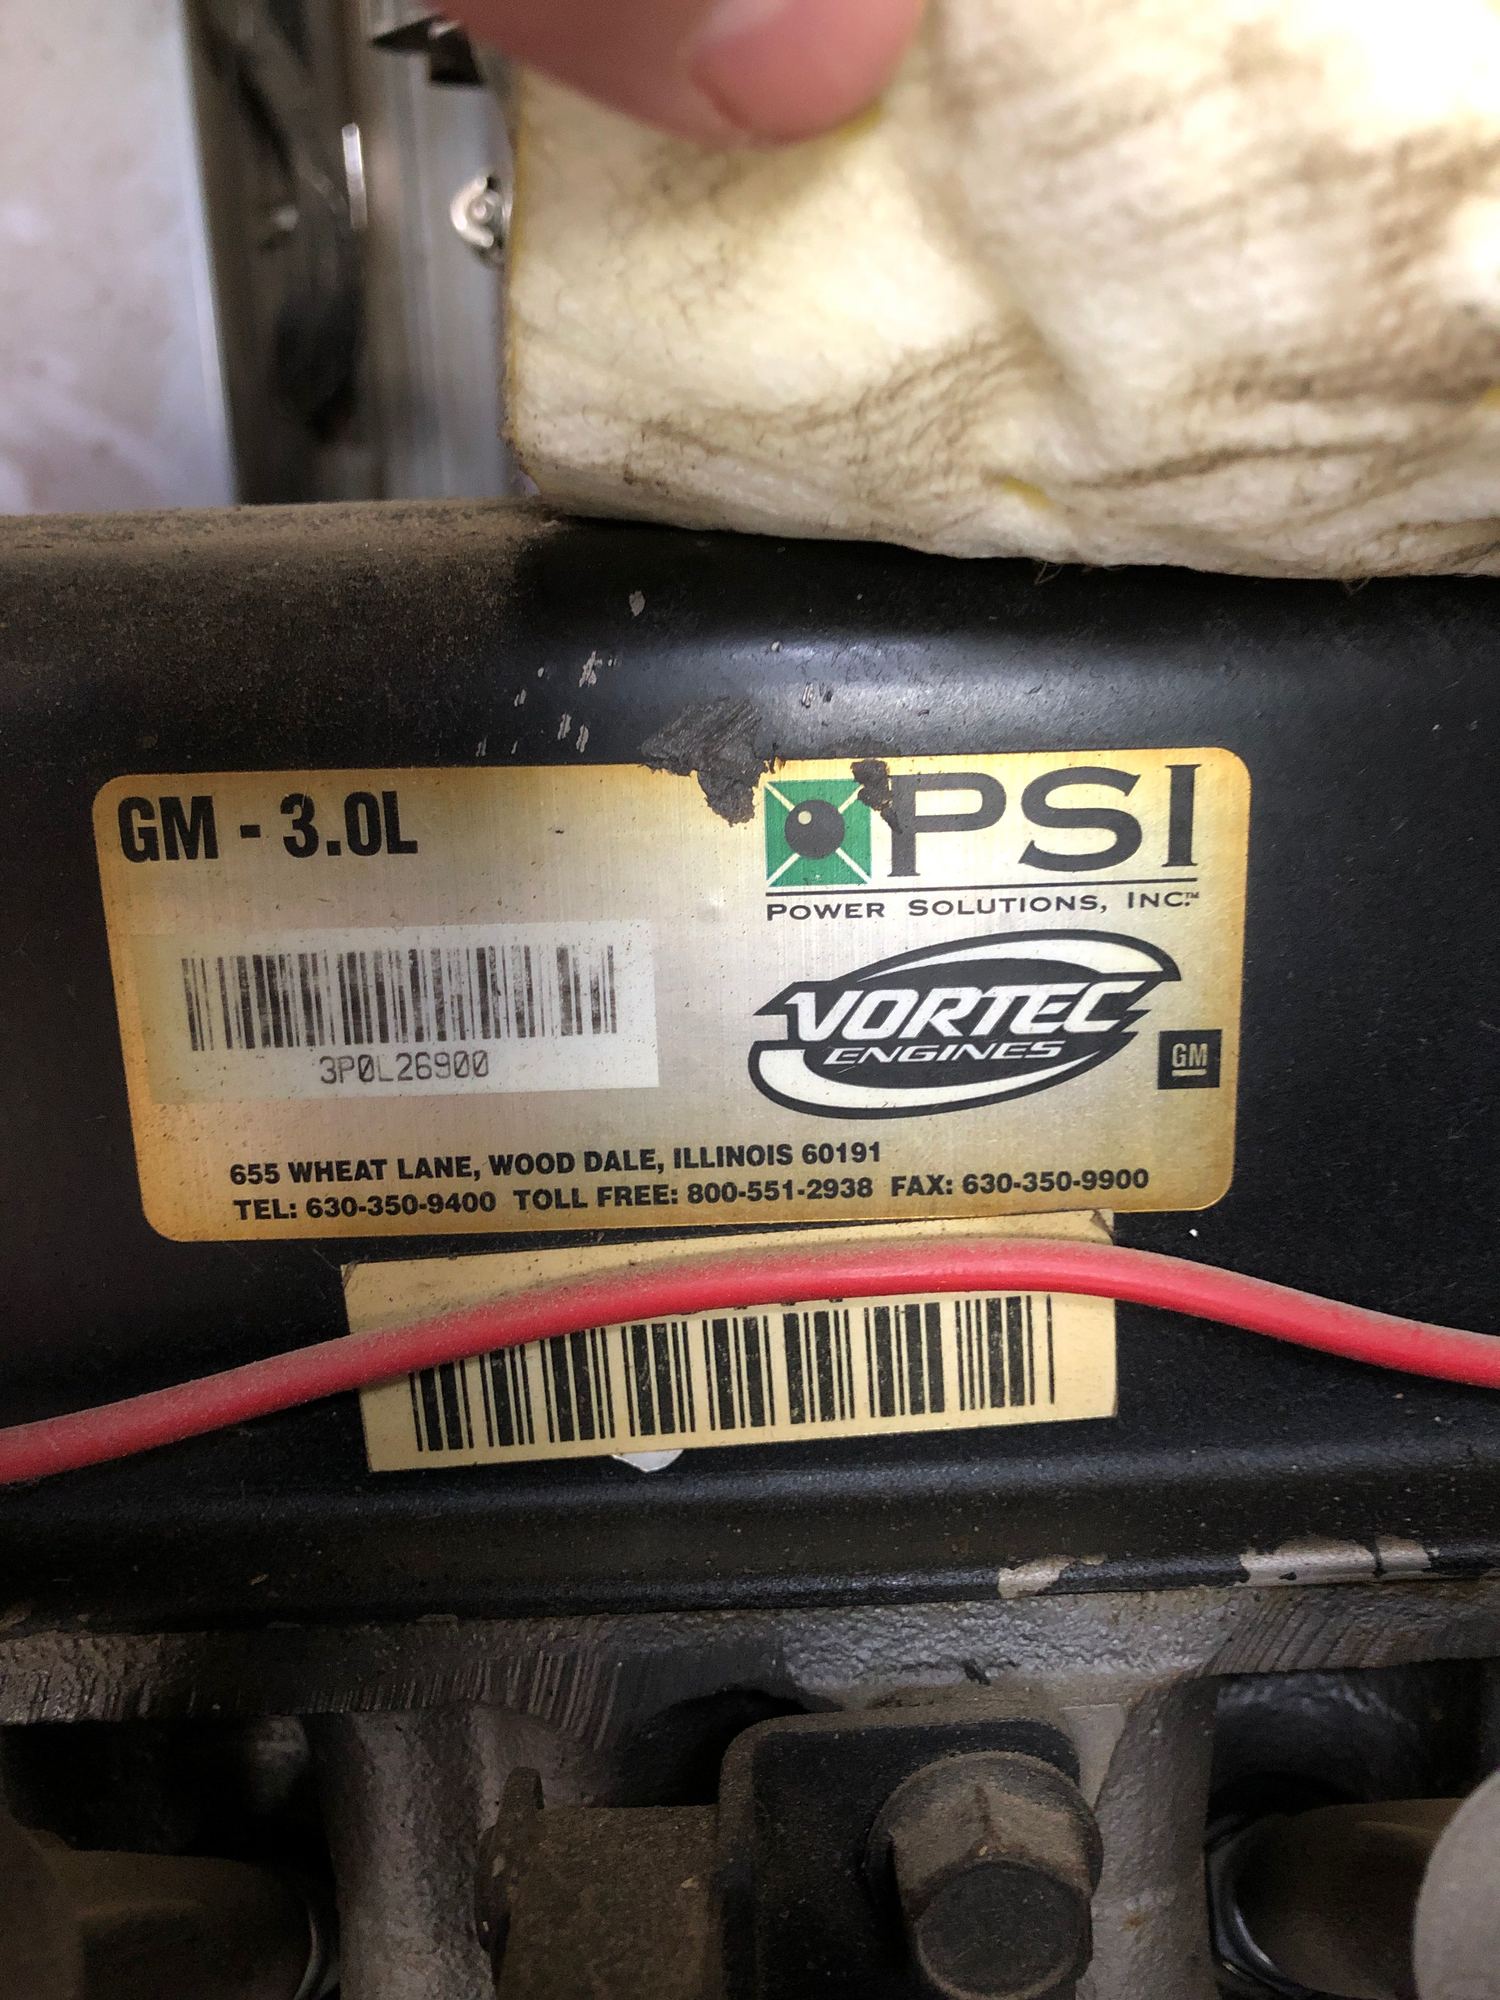 GM - 3.0L
PSI
POWER SOLUTIONS, INC.™
3P0L26900
VORTEC
ENGINES
GM
655 WHEAT LANE, WOOD DALE, ILLINOIS 60191
TEL: 630-350-9400 TOLL FREE: 800-551-2938 FAX: 630-350-9900